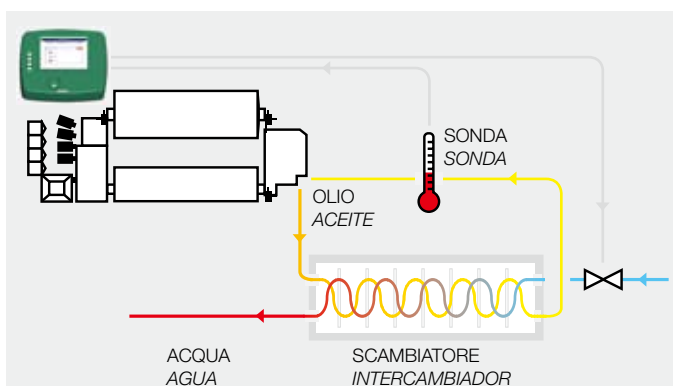 SONDA
SONDA
OLIO
ACEITE
ACQUA
AGUA
SCAMBIATORE
INTERCAMBIADOR